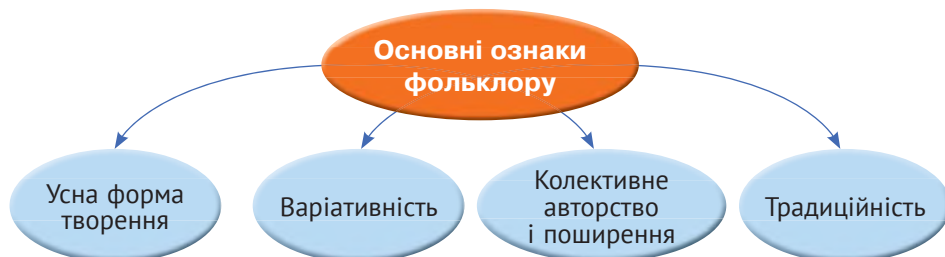 Основні ознаки
фольклору
Усна форма
творення
Варіативність
Колективне
авторство
і поширення
Традиційність